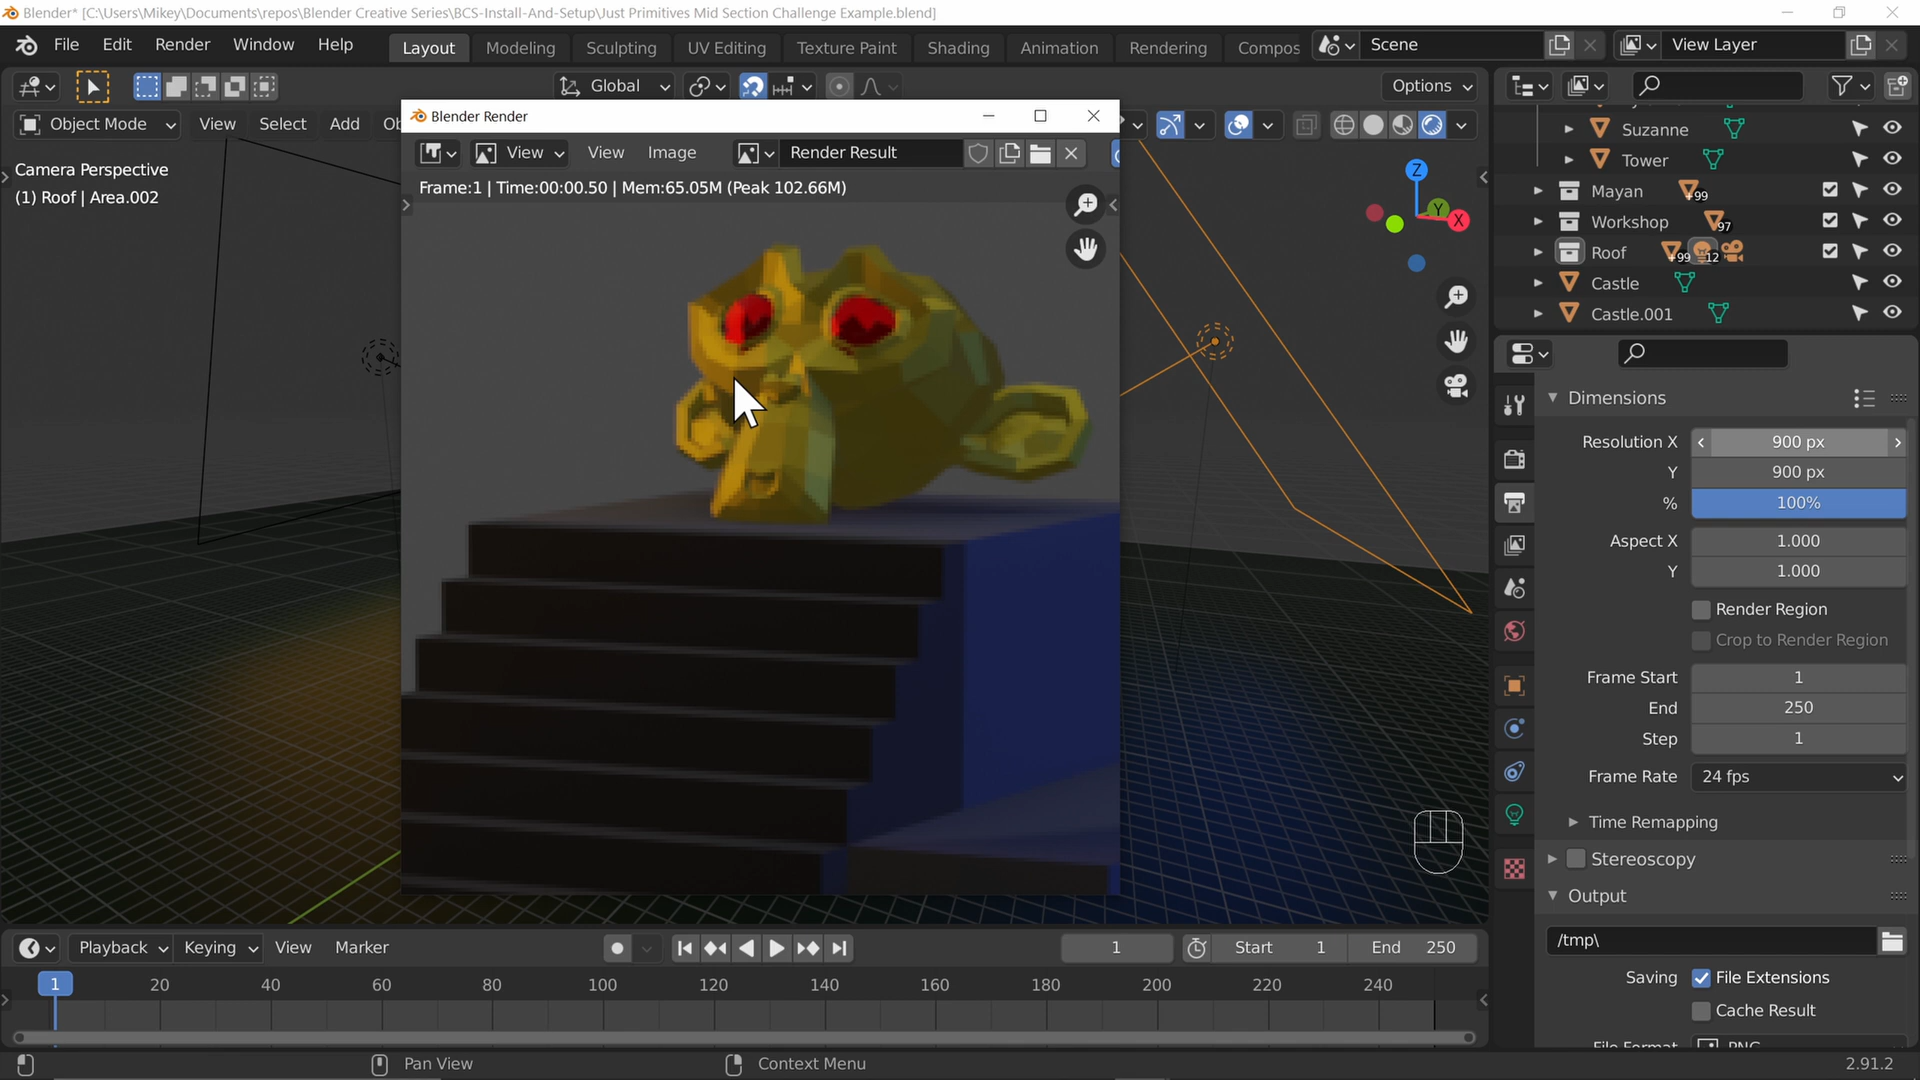 Blender* [C:\Users\Mikey\Documents\repos\Blender Creative Series\BCS-Install-And-Setup\Just Primitives Mid Section Challenge Example.blend]
File Edit Render Window Help
Layout Modeling Sculpting UV Editing Texture Paint Shading Animation Rendering Compos
Scene
View Layer
Global
Options
Object Mode View Select Add
Camera Perspective
(1) Roof | Area.002
Blender Render
View View Image Render Result
Frame:1 | Time:00:00.50 | Mem:65.05M (Peak 102.66M)
Z
Y
X
Suzanne
Tower
Mayan +99
Workshop 97
Roof +99 12
Castle
Castle.001
Dimensions
Resolution X 900 px
Y 900 px
% 100%
Aspect X 1.000
Y 1.000
Render Region
Crop to Render Region
Frame Start 1
End 250
Step 1
Frame Rate 24 fps
Time Remapping
Stereoscopy
Output
/tmp\
Saving File Extensions
Cache Result
File Format PNG
Playback Keying View Marker
1
Start 1 End 250
1 20 40 60 80 100 120 140 160 180 200 220 240
Pan View
Context Menu
2.91.2